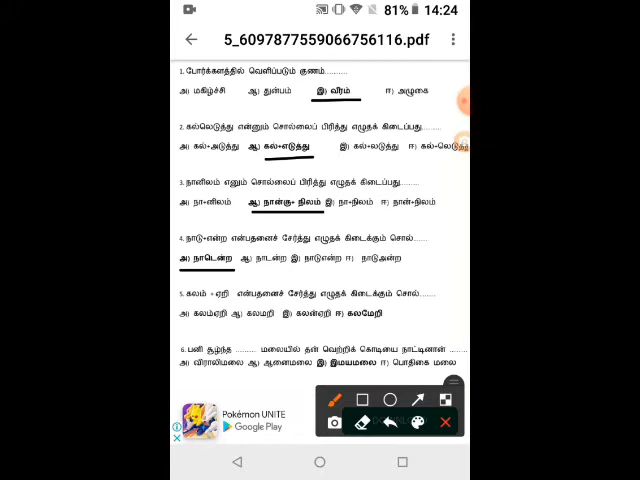 81% 14:24
5_6097877559066756116.pdf
1. போர்க்களத்தில் வெளிப்படும் குணம்...........
அ) மகிழ்ச்சி ஆ) துன்பம் இ) வீரம் ஈ) அழுகை
2. கல்லெடுத்து என்னும் சொல்லைப் பிரித்து எழுதக் கிடைப்பது.........
அ) கல்+அடுத்து ஆ) கல்+எடுத்து இ) கல்+லடுத்து ஈ) கல்+லெடுத்து
3. நானிலம் எனும் சொல்லைப் பிரித்து எழுதக் கிடைப்பது.........
அ) நா+னிலம் ஆ) நான்கு+ நிலம் இ) நா+நிலம் ஈ) நான்+நிலம்
4. நாடு+என்ற என்பதனைச் சேர்த்து எழுதக் கிடைக்கும் சொல்.......
அ) நாடென்ற ஆ) நாடன்ற இ) நாடுஎன்ற ஈ) நாடுஅன்ற
5. கலம் +ஏறி என்பதனைச் சேர்த்து எழுதக் கிடைக்கும் சொல்.........
அ) கலம்ஏறி ஆ) கலமறி இ) கலன்ஏறி ஈ) கலமேறி
6. பனி சூழ்ந்த .......... மலையில் தன் வெற்றிக் கொடியை நாட்டினான் .........
அ) விராலிமலை ஆ) ஆனைமலை இ) இமயமலை ஈ) பொதிகை மலை
Pokémon UNITE
Google Play